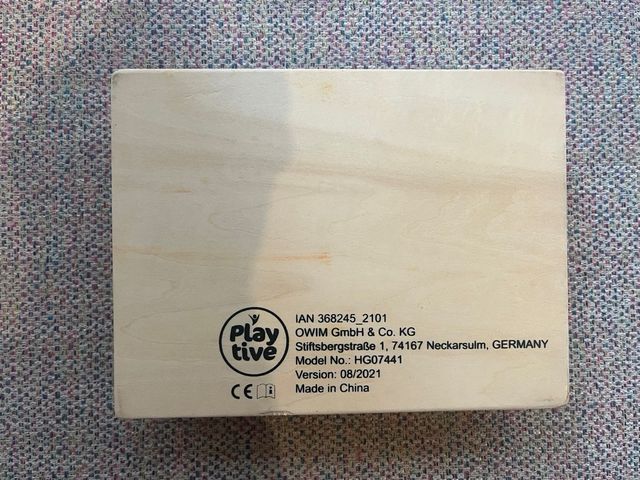 Play
tive
IAN 368245_2101
OWIM GmbH & Co. KG
Stiftsbergstraße 1, 74167 Neckarsulm, GERMANY
Model No.: HG07441
Version: 08/2021
CE Made in China